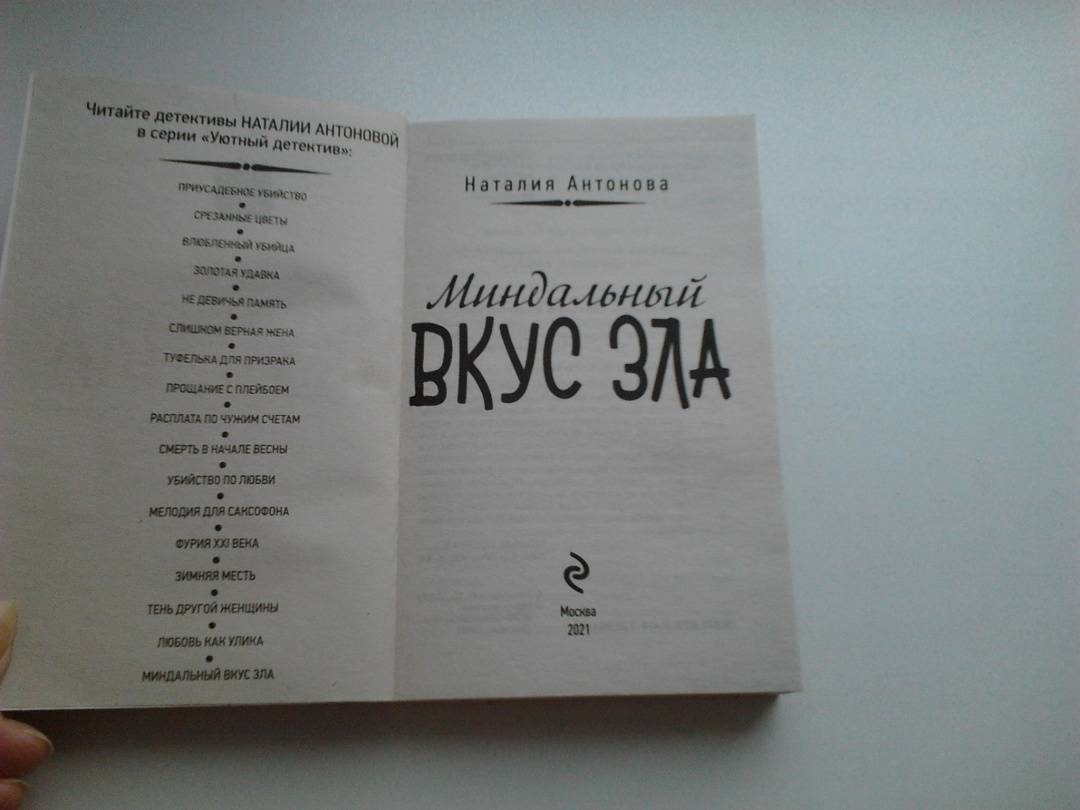 Читайте детективы НАТАЛИИ АНТОНОВОЙ
в серии «Уютный детектив»:
ПРИУСАДЕБНОЕ УБИЙСТВО
СРЕЗАННЫЕ ЦВЕТЫ
ВЛЮБЛЕННЫЙ УБИЙЦА
ЗОЛОТАЯ УДАВКА
НЕ ДЕВИЧЬЯ ПАМЯТЬ
СЛИШКОМ ВЕРНАЯ ЖЕНА
ТУФЕЛЬКА ДЛЯ ПРИЗРАКА
ПРОЩАНИЕ С ПЛЕЙБОЕМ
РАСПЛАТА ПО ЧУЖИМ СЧЕТАМ
СМЕРТЬ В НАЧАЛЕ ВЕСНЫ
УБИЙСТВО ПО ЛЮБВИ
МЕЛОДИЯ ДЛЯ САКСОФОНА
ФУРИЯ XXI ВЕКА
ЗИМНЯЯ МЕСТЬ
ТЕНЬ ДРУГОЙ ЖЕНЩИНЫ
ЛЮБОВЬ КАК УЛИКА
МИНДАЛЬНЫЙ ВКУС ЗЛА
Наталия Антонова
Миндальный
ВКУС ЗЛА
Москва
2021